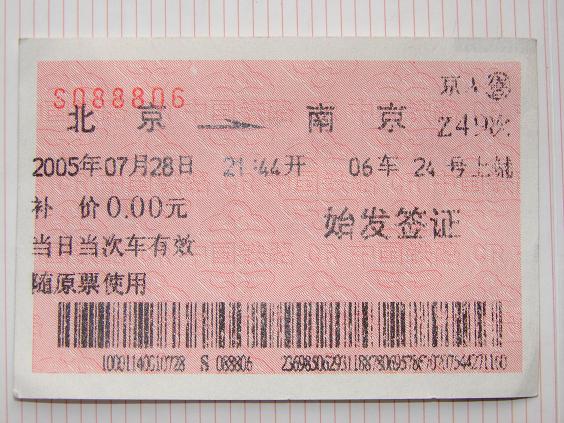 S088806
京A售
北京 南京 Z49次
2005年07月28日 21:44开 06车 24号上铺
补 价 0.00元
始发签证
当日当次车有效
随原票使用
S 088806